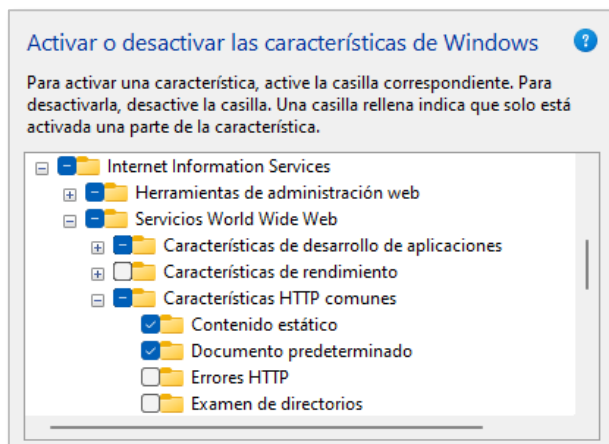 Activar o desactivar las características de Windows
Para activar una característica, active la casilla correspondiente. Para
desactivarla, desactive la casilla. Una casilla rellena indica que solo está
activada una parte de la característica.
Internet Information Services
Herramientas de administración web
Servicios World Wide Web
Características de desarrollo de aplicaciones
Características de rendimiento
Características HTTP comunes
Contenido estático
Documento predeterminado
Errores HTTP
Examen de directorios